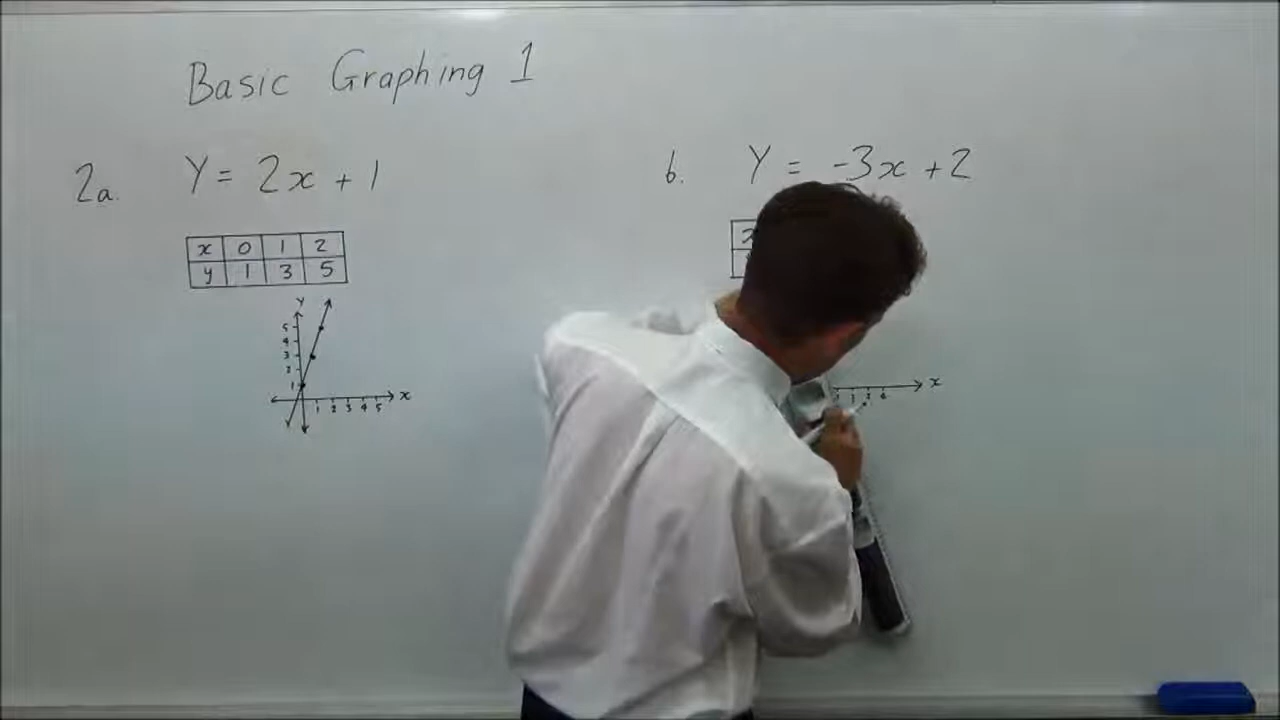 Basic Graphing 1
2a. Y = 2x + 1
x 0 1 2
y 1 3 5
Y
5
4
3
2
1
1 2 3 4 5 x
b. Y = -3x + 2
x
x